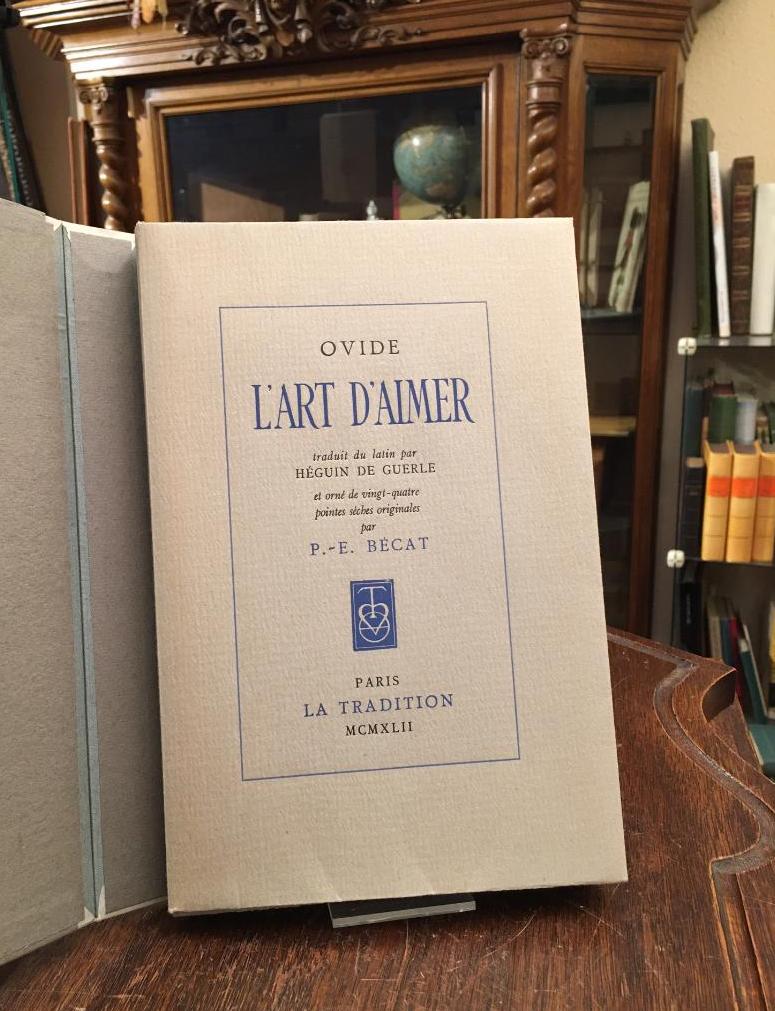 OVIDE
L'ART D'AIMER
traduit du latin par
HÉGUIN DE GUERLE
et orné de vingt-quatre
pointes sèches originales
par
P.-E. BÉCAT
PARIS
LA TRADITION
MCMXLII